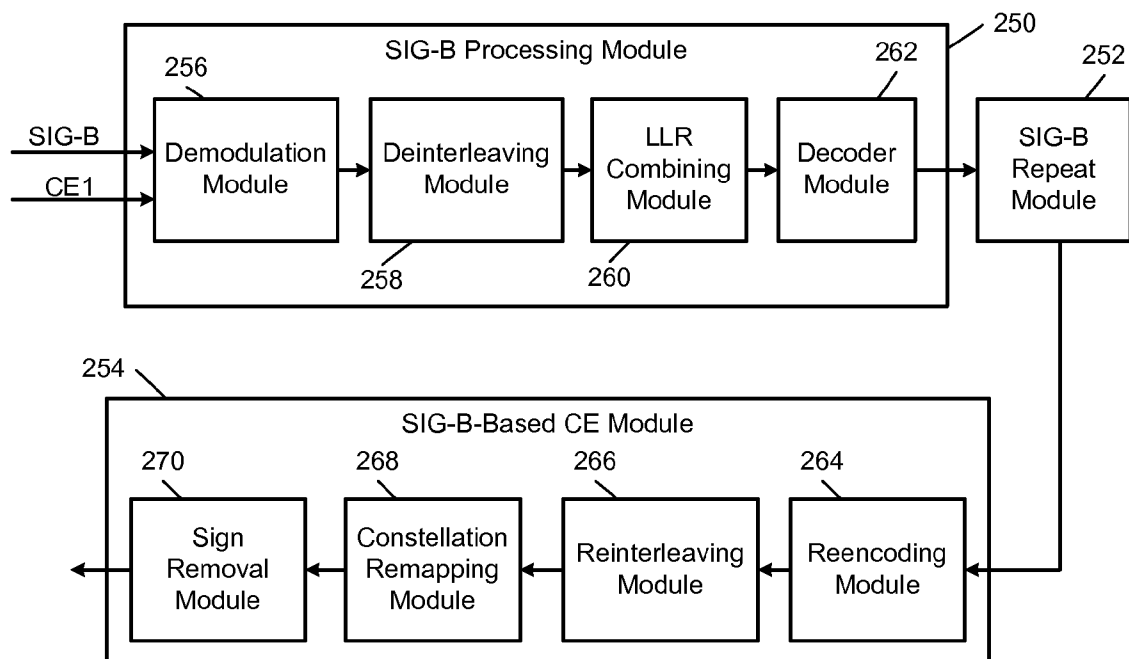 250
SIG-B Processing Module
256
262
252
SIG-B
CE1
Demodulation
Module
Deinterleaving
Module
LLR
Combining
Module
Decoder
Module
SIG-B
Repeat
Module
258
260
254
SIG-B-Based CE Module
270
268
266
264
Sign
Removal
Module
Constellation
Remapping
Module
Reinterleaving
Module
Reencoding
Module